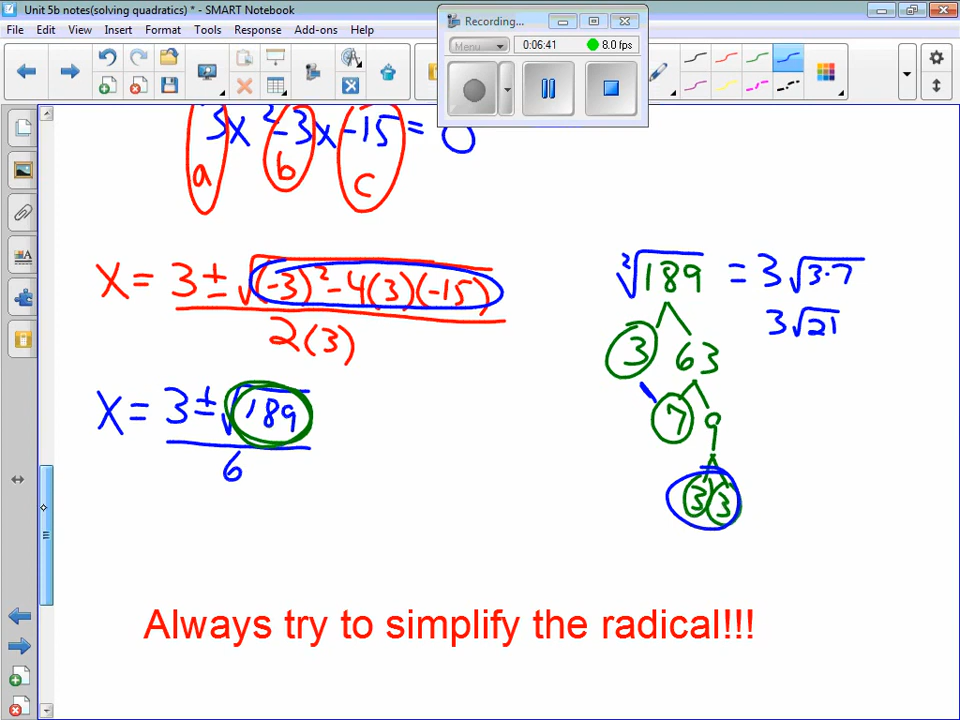 Unit 5b notes(solving quadratics) * - SMART Notebook
Recording...
File Edit View Insert Format Tools Response Add-ons Help
Menu 0:06:41 8.0 fps
3x² - 3x - 15 = 0
a b c
X = 3 ± √((-3)² - 4(3)(-15))
2(3)
²√189 = 3√3·7
3√21
3 63
X = 3 ± √189
6
7 9
3 3
Always try to simplify the radical!!!